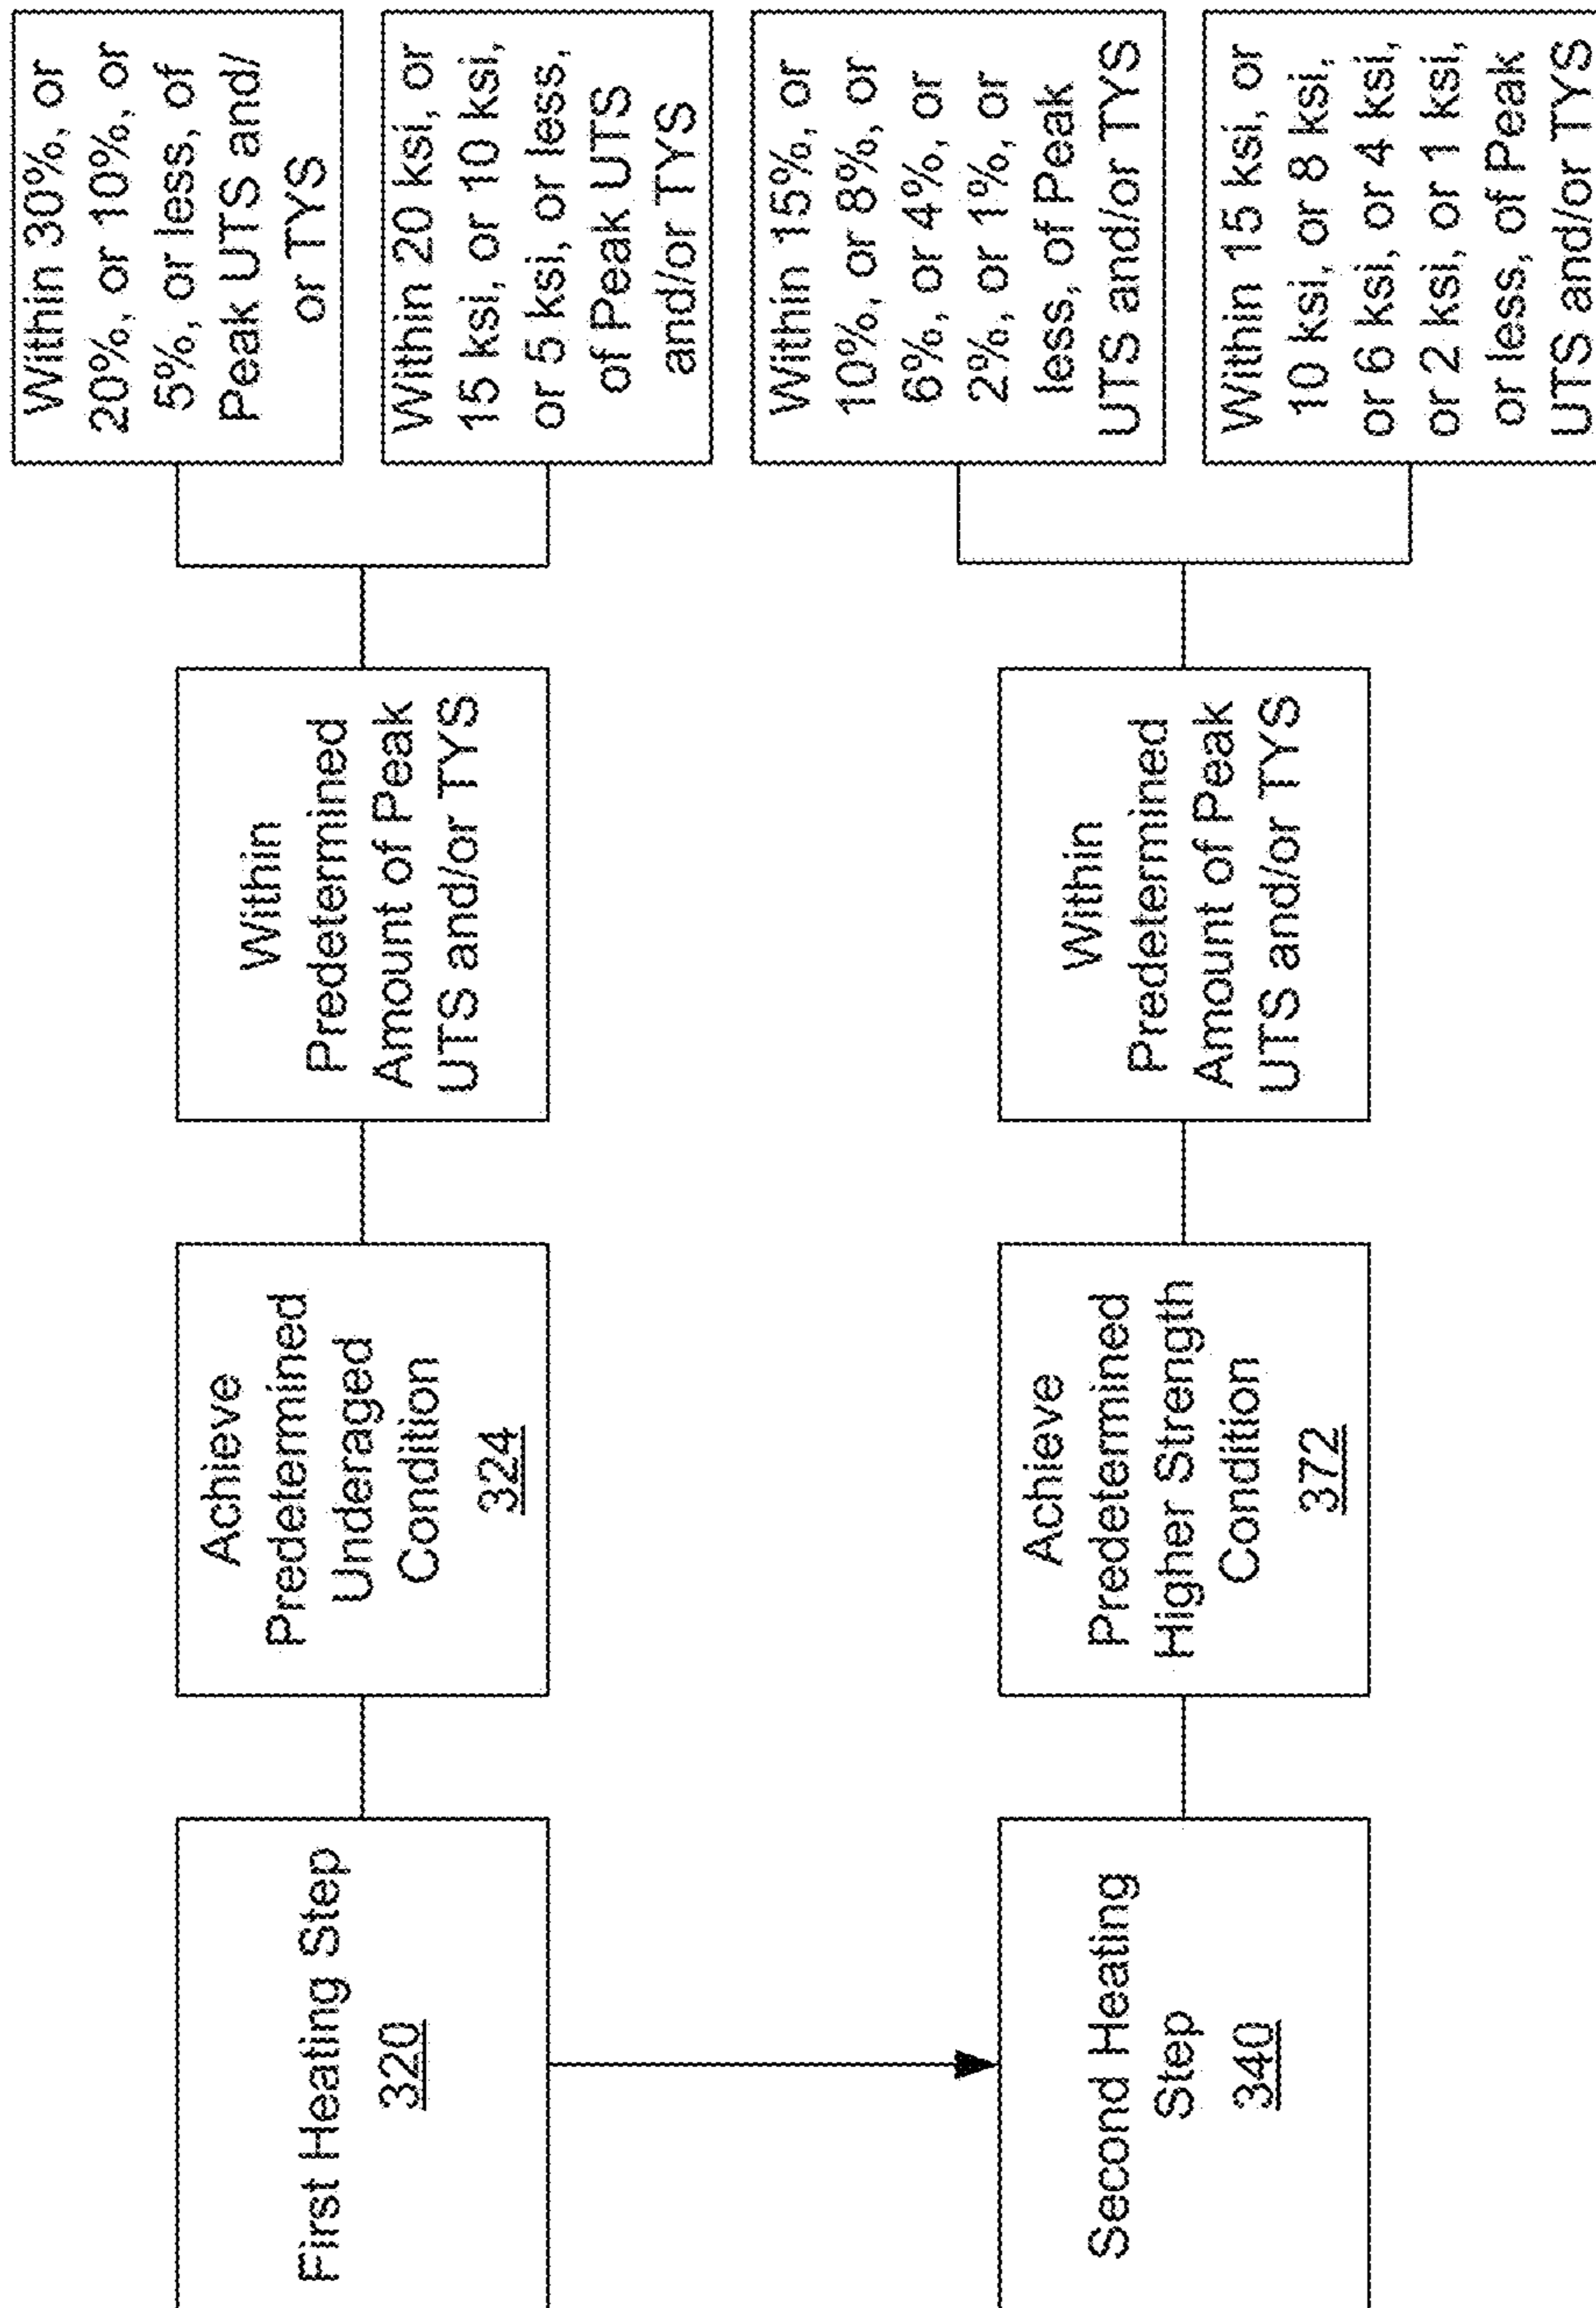 First Heating Step
320
Achieve
Predetermined
Underaged
Condition
324
Within
Predetermined
Amount of Peak
UTS and/or TYS
Within 30%, or
20%, or 10%, or
5%, or less, of
Peak UTS and/
or TYS
Within 20 ksi, or
15 ksi, or 10 ksi,
or 5 ksi, or less,
of Peak UTS
and/or TYS
Second Heating
Step
340
Achieve
Predetermined
Higher Strength
Condition
372
Within
Predetermined
Amount of Peak
UTS and/or TYS
Within 15%, or
10%, or 8%, or
6%, or 4%, or
2%, or 1%, or
less, of Peak
UTS and/or TYS
Within 15 ksi, or
10 ksi, or 8 ksi,
or 6 ksi, or 4 ksi,
or 2 ksi, or 1 ksi,
or less, of Peak
UTS and/or TYS